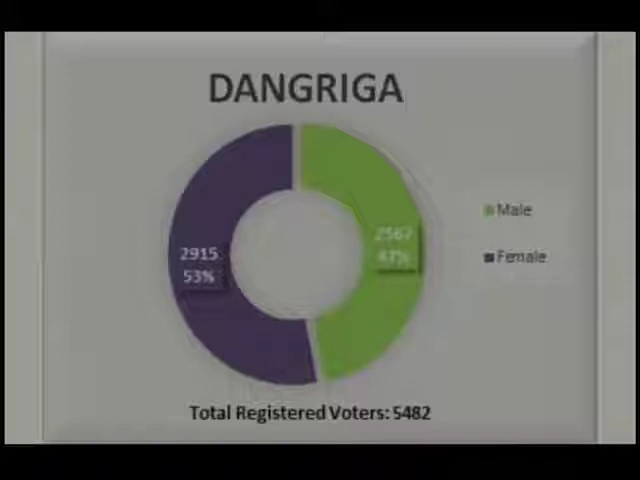 DANGRIGA
2915
53%
2567
47%
Male
Female
Total Registered Voters: 5482